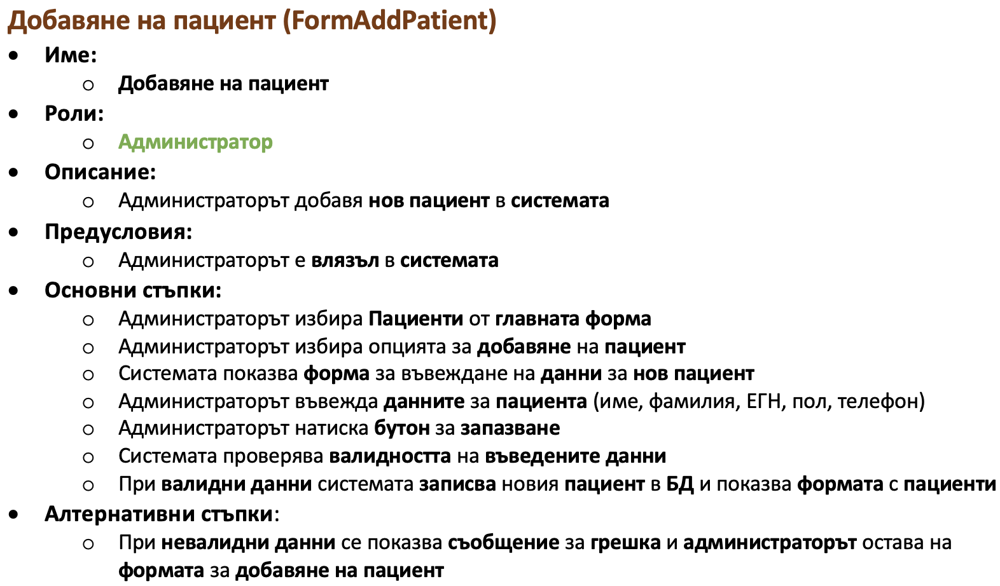 Добавяне на пациент (FormAddPatient)
• Име:
o Добавяне на пациент
• Роли:
o Администратор
• Описание:
o Администраторът добавя нов пациент в системата
• Предусловия:
o Администраторът е влязъл в системата
• Основни стъпки:
o Администраторът избира Пациенти от главната форма
o Администраторът избира опцията за добавяне на пациент
o Системата показва форма за въвеждане на данни за нов пациент
o Администраторът въвежда данните за пациента (име, фамилия, ЕГН, пол, телефон)
o Администраторът натиска бутон за запазване
o Системата проверява валидността на въведените данни
o При валидни данни системата записва новия пациент в БД и показва формата с пациенти
• Алтернативни стъпки:
o При невалидни данни се показва съобщение за грешка и администраторът остава на
формата за добавяне на пациент